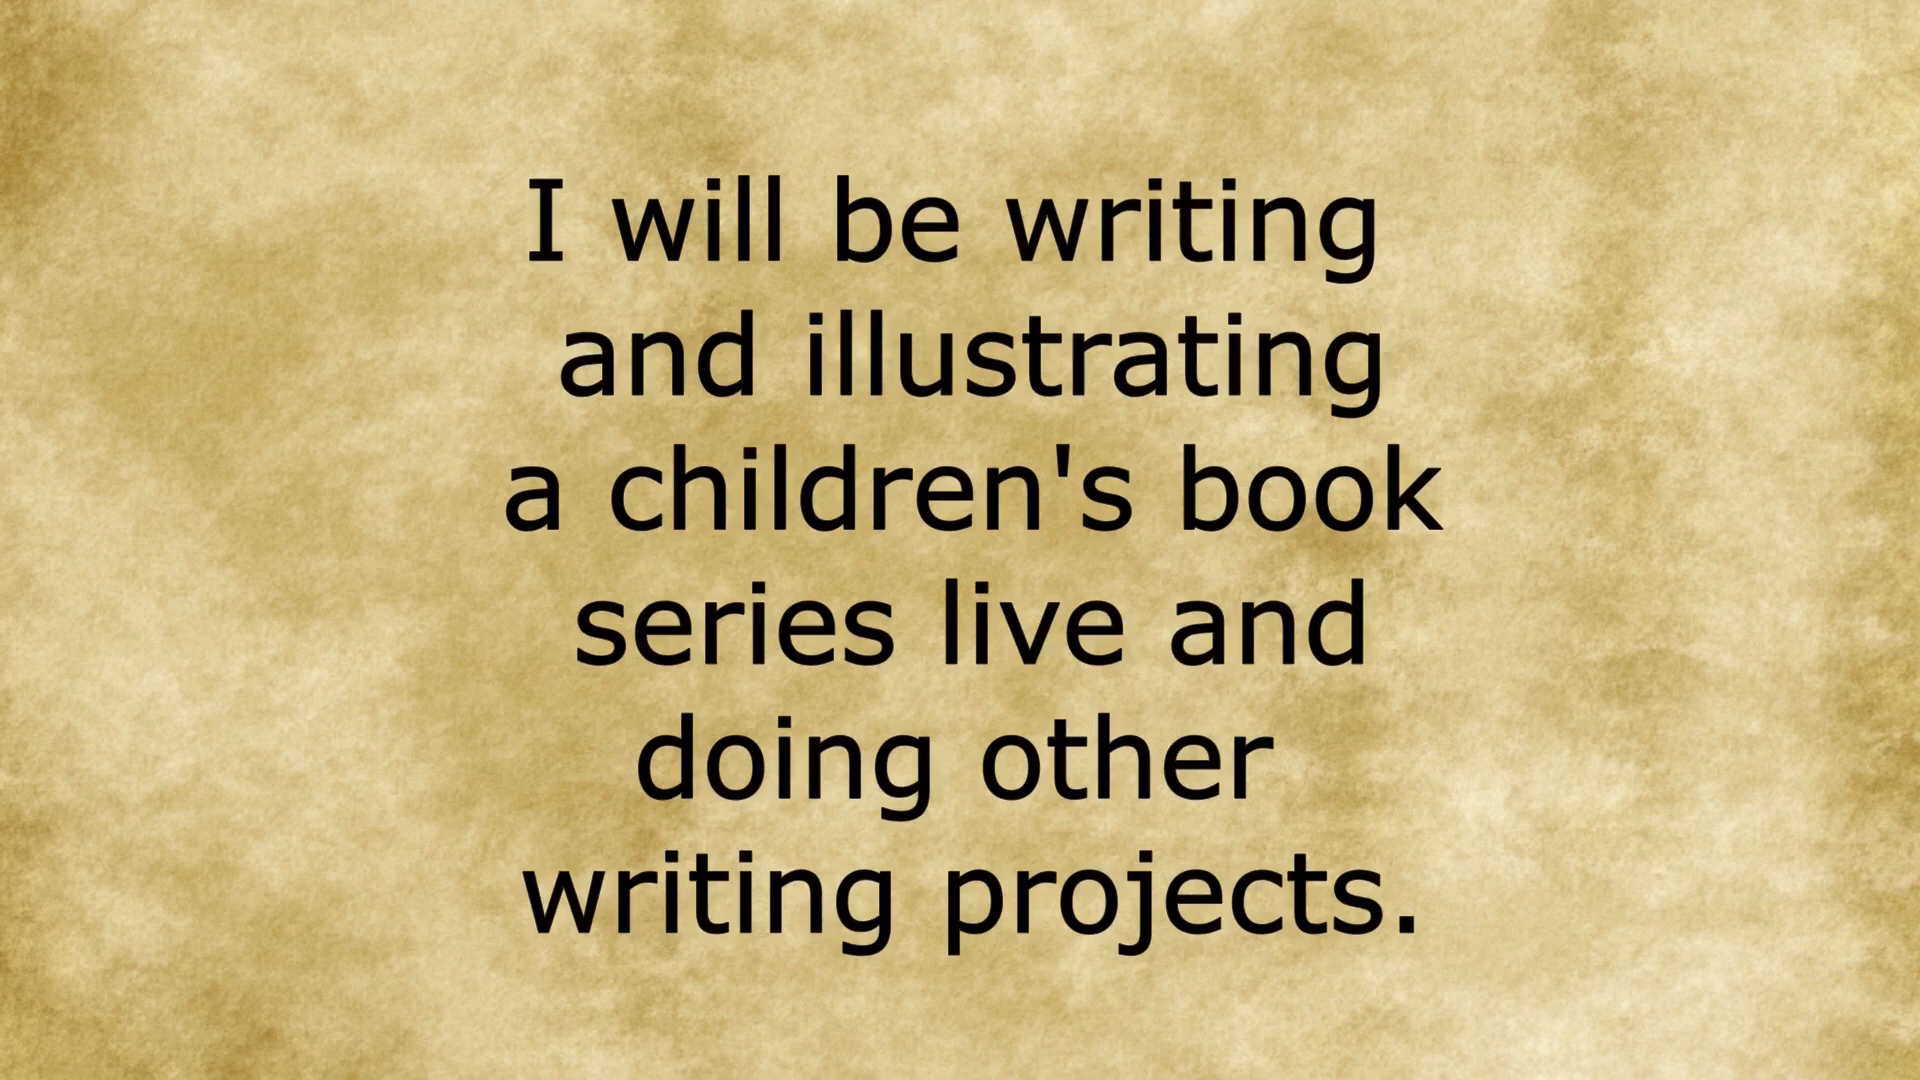 I will be writing
and illustrating
a children's book
series live and
doing other
writing projects.